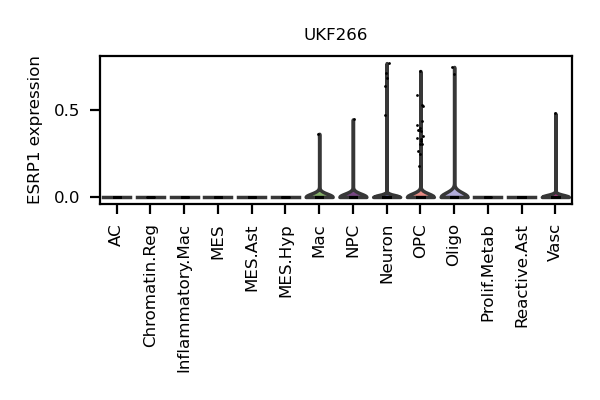 UKF266
ESRP1 expression
0.5
0.0
AC
Chromatin.Reg
Inflammatory.Mac
MES
MES.Ast
MES.Hyp
Mac
NPC
Neuron
OPC
Oligo
Prolif.Metab
Reactive.Ast
Vasc